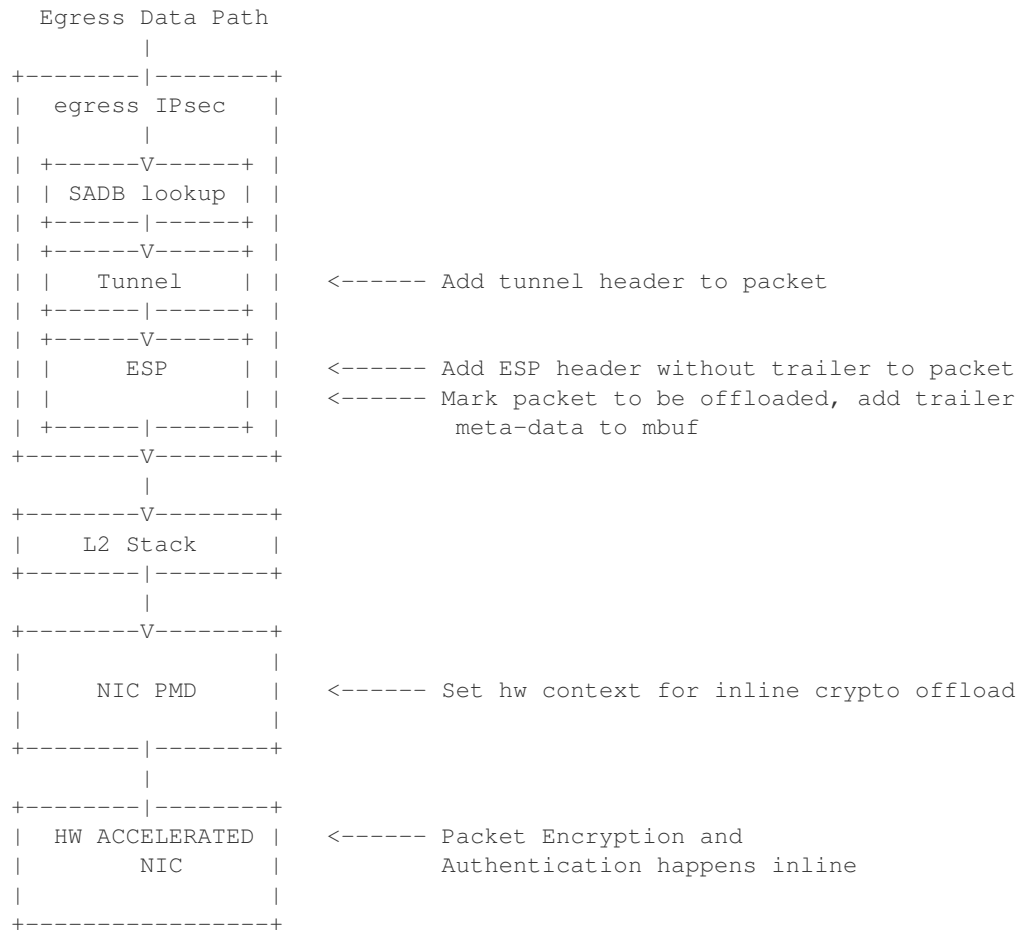 Egress Data Path
|
+--------|--------+
|  egress IPsec   |
|        |        |
| +------V------+ |
| | SADB lookup | |
| +------|------+ |
| +------V------+ |
| |   Tunnel    | |   <------ Add tunnel header to packet
| +------|------+ |
| +------V------+ |
| |     ESP     | |   <------ Add ESP header without trailer to packet
| |             | |   <------ Mark packet to be offloaded, add trailer
| +------|------+ |            meta-data to mbuf
+--------V--------+
|
+--------V--------+
|    L2 Stack     |
+--------|--------+
|
+--------V--------+
|                 |
|     NIC PMD     |   <------ Set hw context for inline crypto offload
|                 |
+--------|--------+
|
+--------|--------+
|  HW ACCELERATED |   <------ Packet Encryption and
|        NIC      |           Authentication happens inline
|                 |
+-----------------+